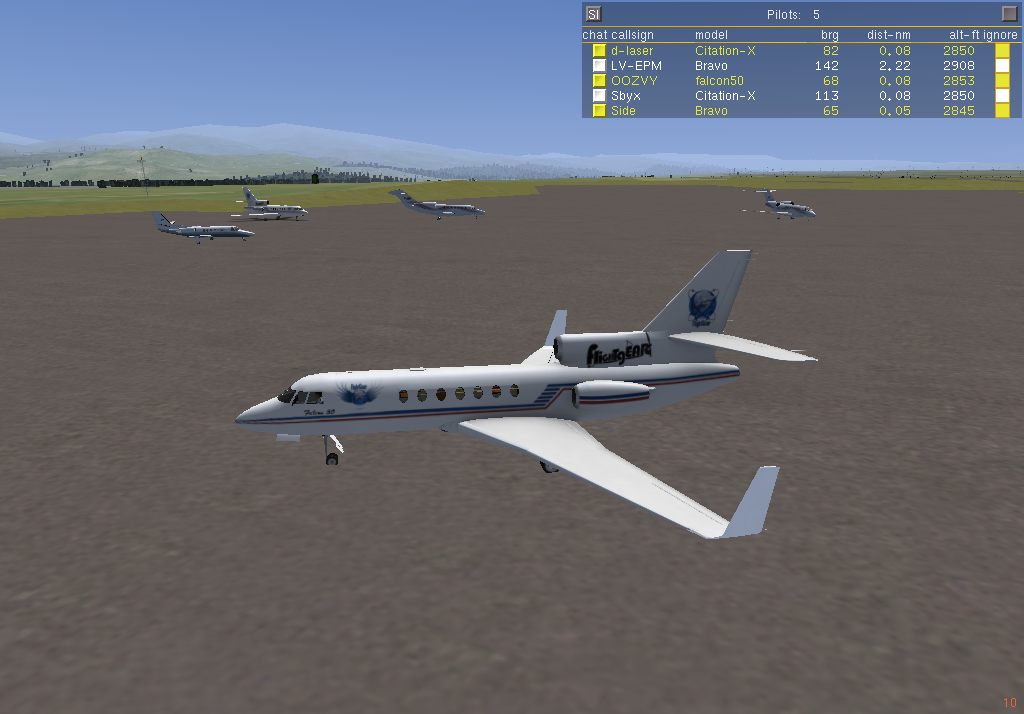 SI Pilots: 5
chat callsign model brg dist-nm alt-ft ignore
d-laser Citation-X 82 0.08 2850
LV-EPM Bravo 142 2.22 2908
OOZVY falcon50 68 0.08 2853
Sbyx Citation-X 113 0.08 2850
Side Bravo 65 0.05 2845
flightgEAR
Falcon 50
10